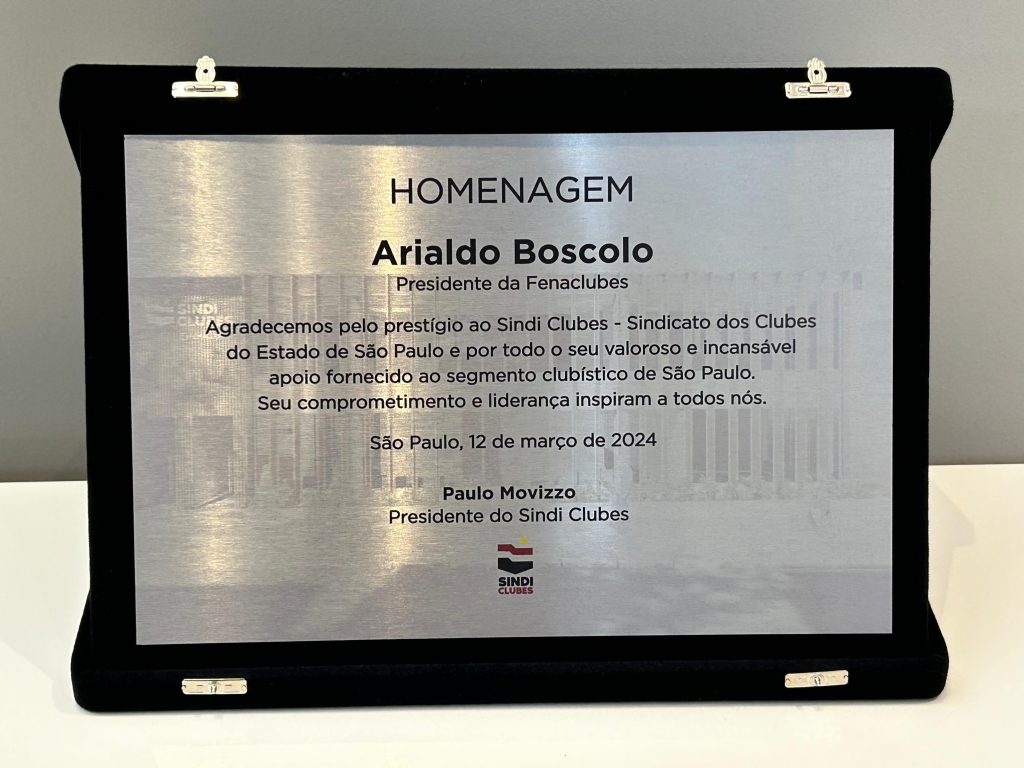 HOMENAGEM
Arialdo Boscolo
Presidente da Fenaclubes
SINDI
CLUBES
Agradecemos pelo prestígio ao Sindi Clubes - Sindicato dos Clubes
do Estado de São Paulo e por todo o seu valoroso e incansável
apoio fornecido ao segmento clubístico de São Paulo.
Seu comprometimento e liderança inspiram a todos nós.
São Paulo, 12 de março de 2024
Paulo Movizzo
Presidente do Sindi Clubes
SINDI
CLUBES